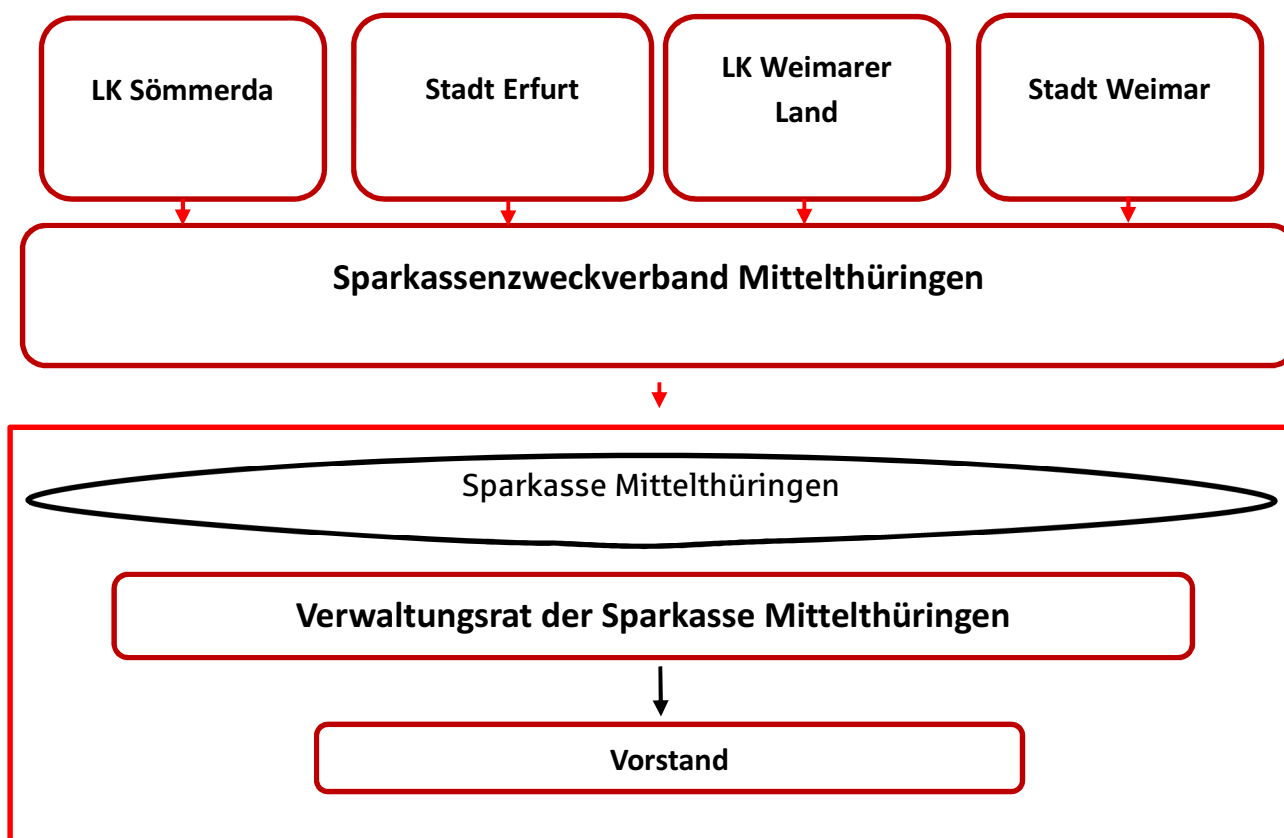 LK Sömmerda
Stadt Erfurt
LK Weimarer
Land
Stadt Weimar
Sparkassenzweckverband Mittelthüringen
Sparkasse Mittelthüringen
Verwaltungsrat der Sparkasse Mittelthüringen
Vorstand